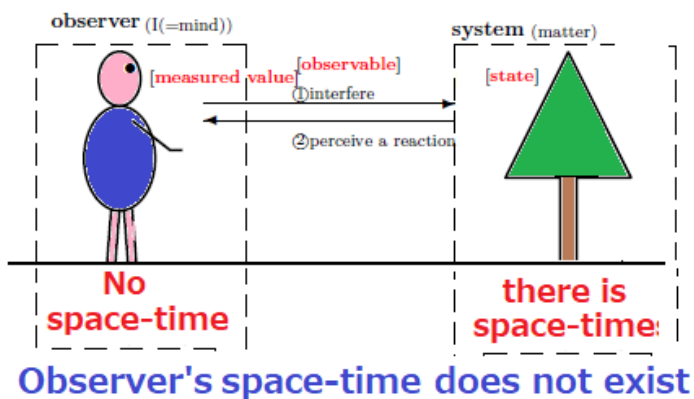 observer (I(=mind))
system (matter)
[measured value]
[observable]
[state]
①interfere
②perceive a reaction
No
space-time
there is
space-times
Observer's space-time does not exist